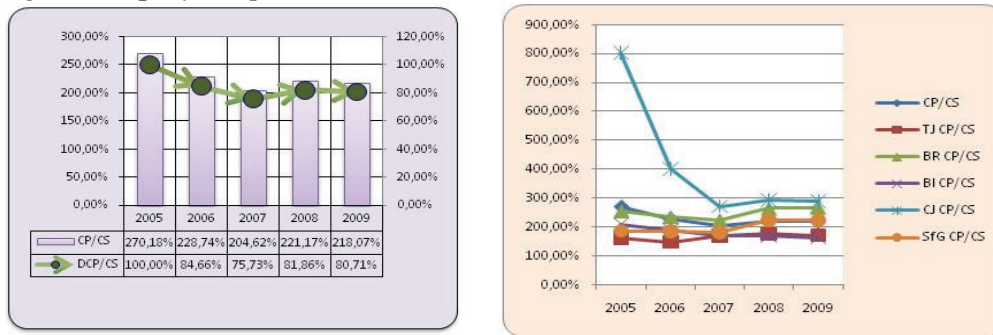 300,00% 120,00%
250,00% 100,00%
200,00% 80,00%
150,00% 60,00%
100,00% 40,00%
50,00% 20,00%
0,00% 0,00%
2005 2006 2007 2008 2009
CP/CS 270,18% 228,74% 204,62% 221,17% 218,07%
DCP/CS 100,00% 84,66% 75,73% 81,86% 80,71%
900,00%
800,00%
700,00%
600,00%
500,00%
400,00%
300,00%
200,00%
100,00%
0,00%
2005 2006 2007 2008 2009
CP/CS
TJ CP/CS
BR CP/CS
BI CP/CS
CJ CP/CS
SfG CP/CS